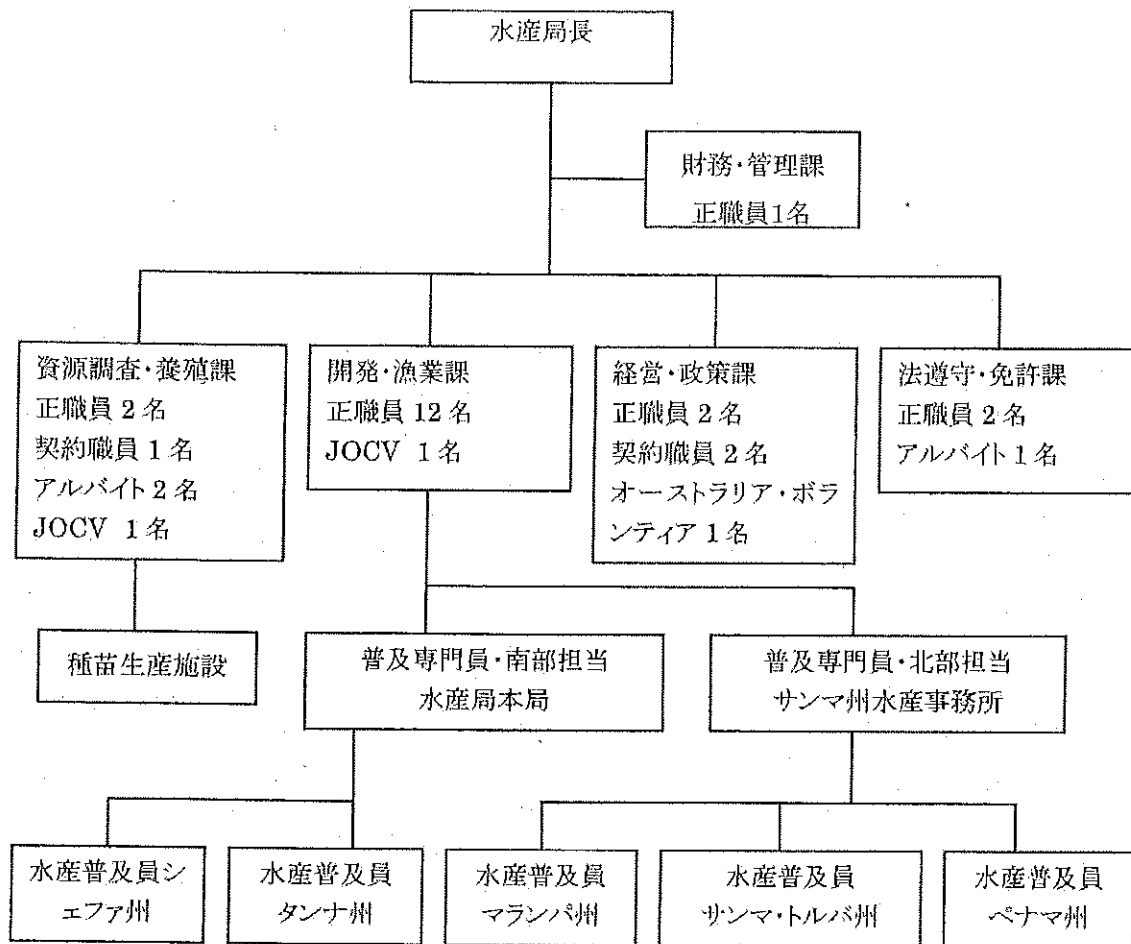 水産局長
財務・管理課
正職員1名
資源調査・養殖課
正職員 2 名
契約職員 1 名
アルバイト 2 名
JOCV 1 名
開発・漁業課
正職員 12 名
JOCV 1 名
経営・政策課
正職員 2 名
契約職員 2 名
オーストラリア・ボラ
ンティア 1 名
法遵守・免許課
正職員 2 名
アルバイト 1 名
種苗生産施設
普及専門員・南部担当
水産局本局
普及専門員・北部担当
サンマ州水産事務所
水産普及員シ
ェファ州
水産普及員
タンナ州
水産普及員
マランパ州
水産普及員
サンマ・トルバ州
水産普及員
ペナマ州